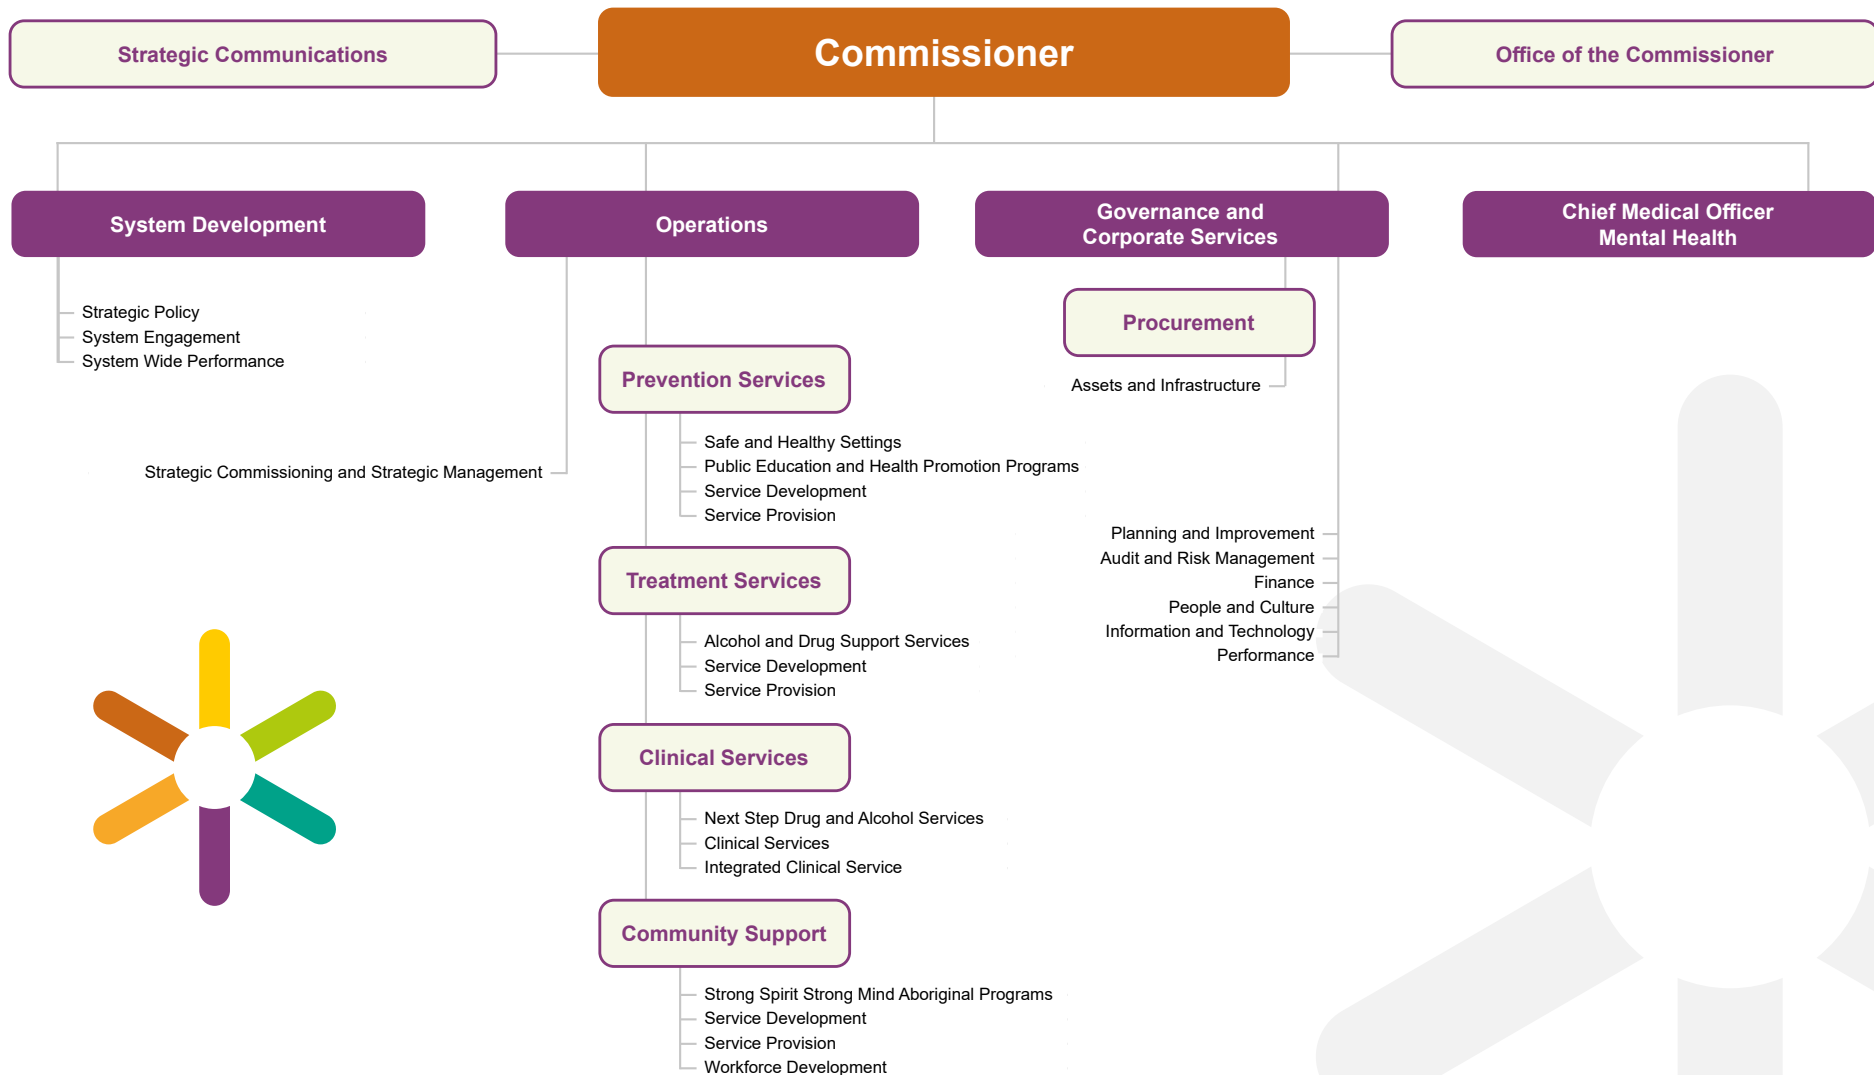 Strategic Communications
Commissioner
Office of the Commissioner
System Development
Strategic Policy
System Engagement
System Wide Performance
Operations
Strategic Commissioning and Strategic Management
Prevention Services
Safe and Healthy Settings
Public Education and Health Promotion Programs
Service Development
Service Provision
Treatment Services
Alcohol and Drug Support Services
Service Development
Service Provision
Clinical Services
Next Step Drug and Alcohol Services
Clinical Services
Integrated Clinical Service
Community Support
Strong Spirit Strong Mind Aboriginal Programs
Service Development
Service Provision
Workforce Development
Governance and
Corporate Services
Procurement
Assets and Infrastructure
Planning and Improvement
Audit and Risk Management
Finance
People and Culture
Information and Technology
Performance
Chief Medical Officer
Mental Health